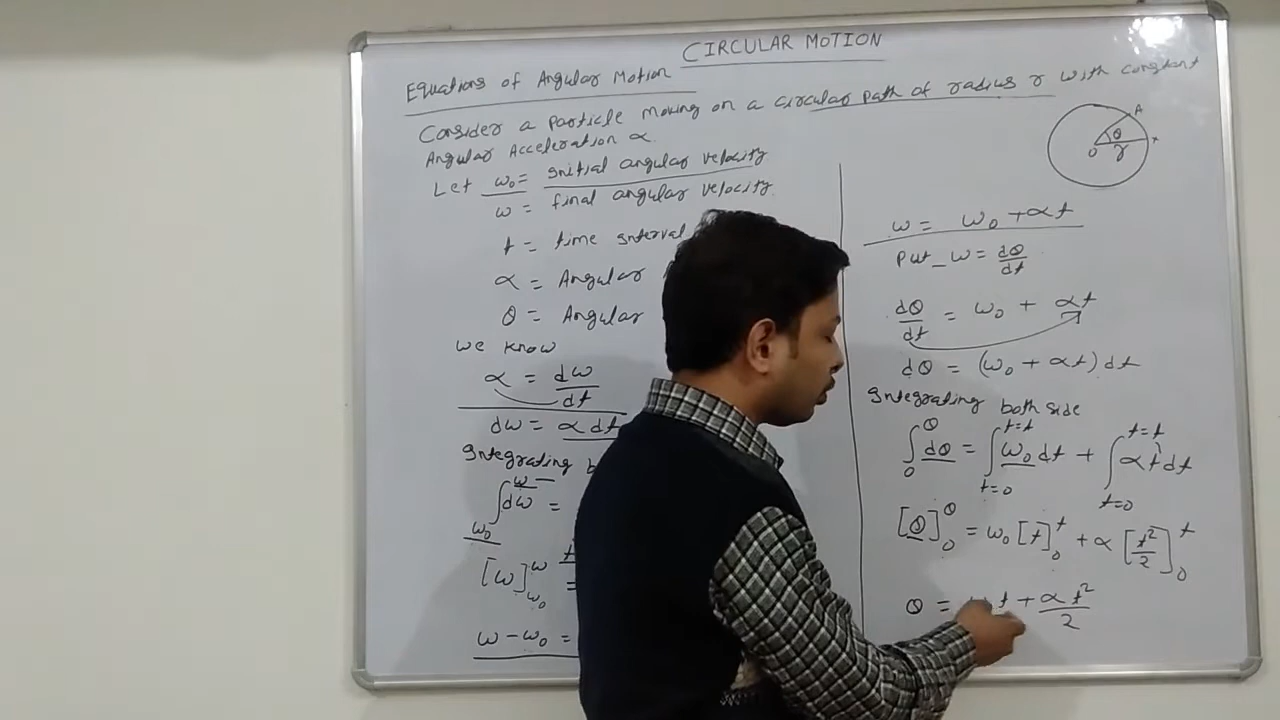 CIRCULAR MOTION
Equations of Angular Motion
Consider a particle moving on a circular path of radius r with constant
Angular Acceleration α.
Let ω₀ = Initial angular velocity
ω = final angular velocity
t = time interval
α = Angular
θ = Angular
we know
α = dω/dt
dω = α dt
Integrating
∫_{ω₀}^{ω} dω =
[ω]_{ω₀}^{ω} =
ω - ω₀ =
A
θ
O r x
ω = ω₀ + αt
Put ω = dθ/dt
dθ/dt = ω₀ + αt
dθ = (ω₀ + αt) dt
Integrating both side
∫_{0}^{θ} dθ = ∫_{t=0}^{t=t} ω₀ dt + ∫_{t=0}^{t=t} αt dt
[θ]_{0}^{θ} = ω₀ [t]_{0}^{t} + α [t²/2]_{0}^{t}
θ = t + αt²/2